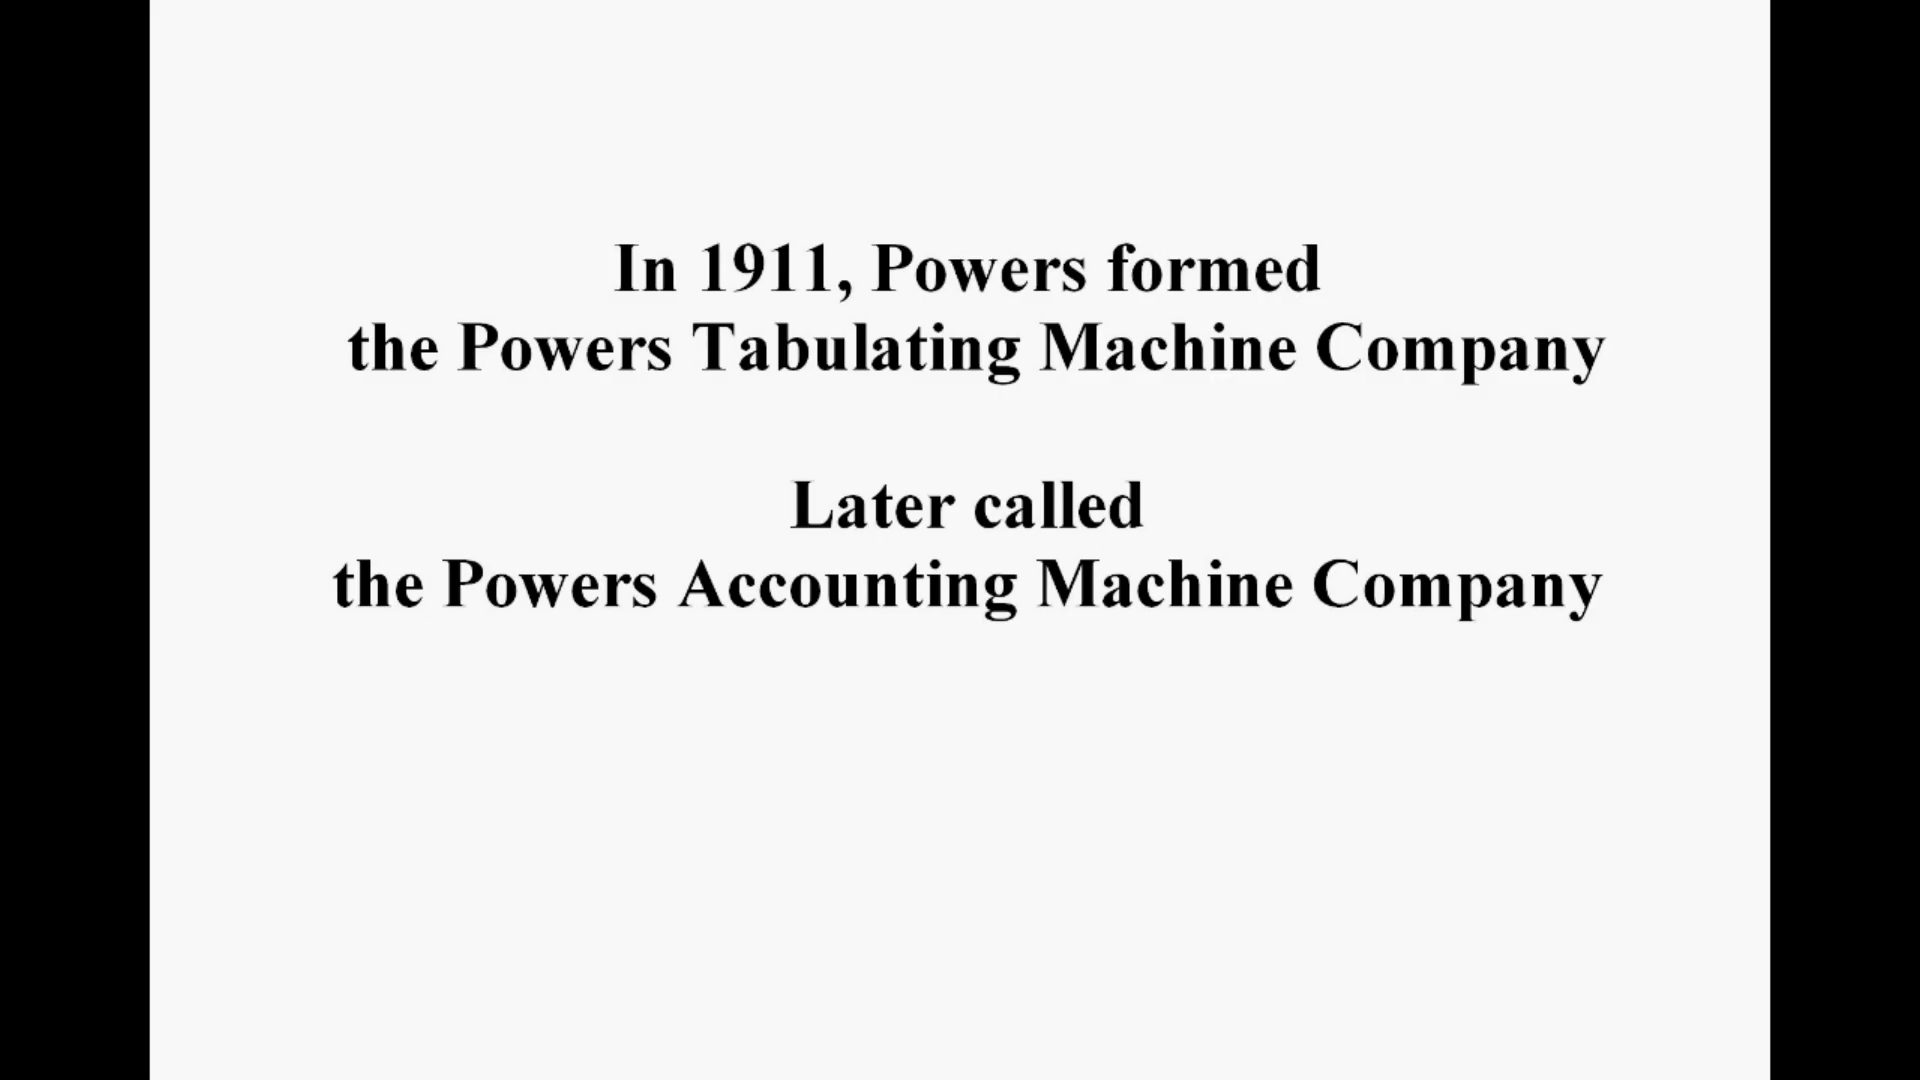 In 1911, Powers formed
the Powers Tabulating Machine Company
Later called
the Powers Accounting Machine Company